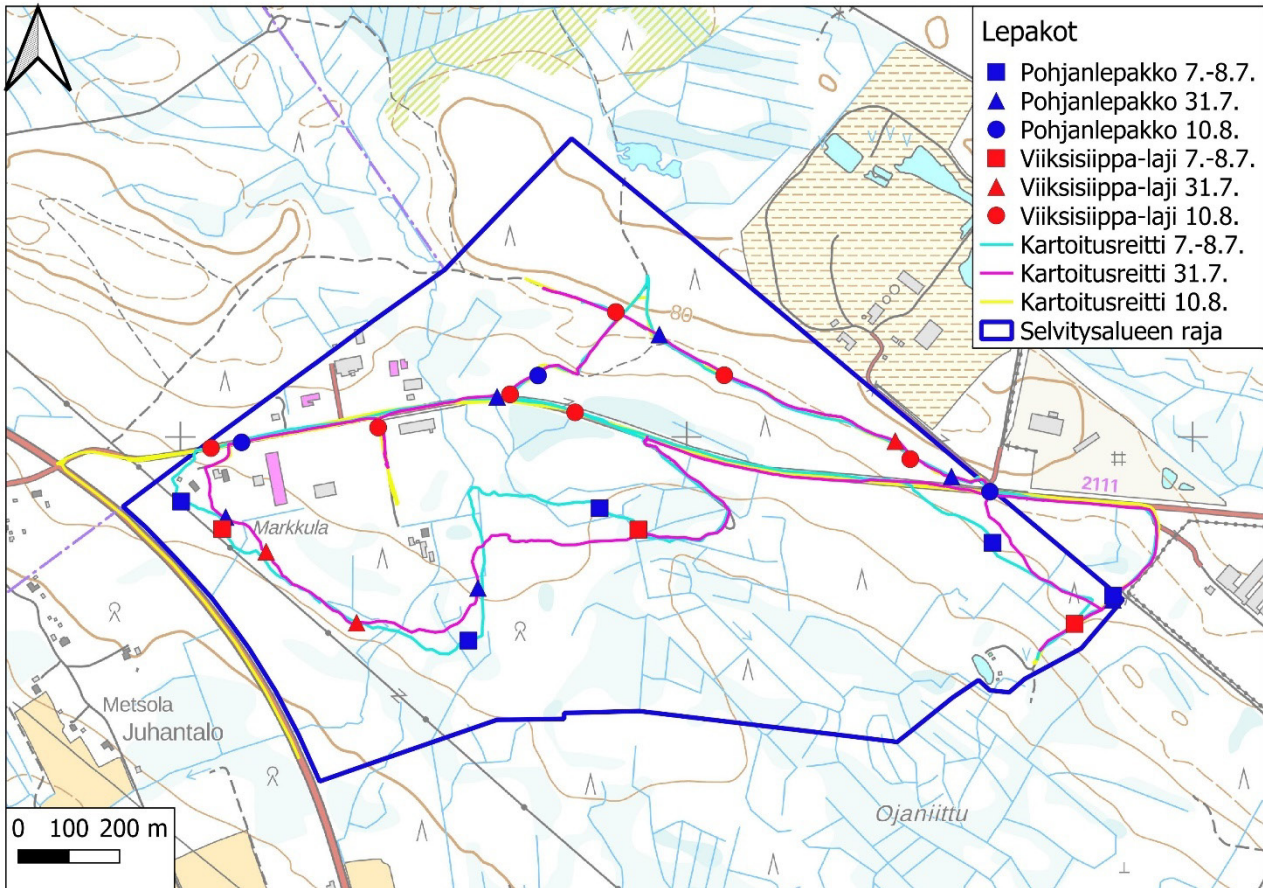 Lepakot
Pohjanlepakko 7.-8.7.
Pohjanlepakko 31.7.
Pohjanlepakko 10.8.
Viiksisiippa-laji 7.-8.7.
Viiksisiippa-laji 31.7.
Viiksisiippa-laji 10.8.
Kartoitusreitti 7.-8.7.
Kartoitusreitti 31.7.
Kartoitusreitti 10.8.
Selvitysalueen raja
80
2111
Markkula
Metsola
Juhantalo
Ojaniittu
0 100 200 m